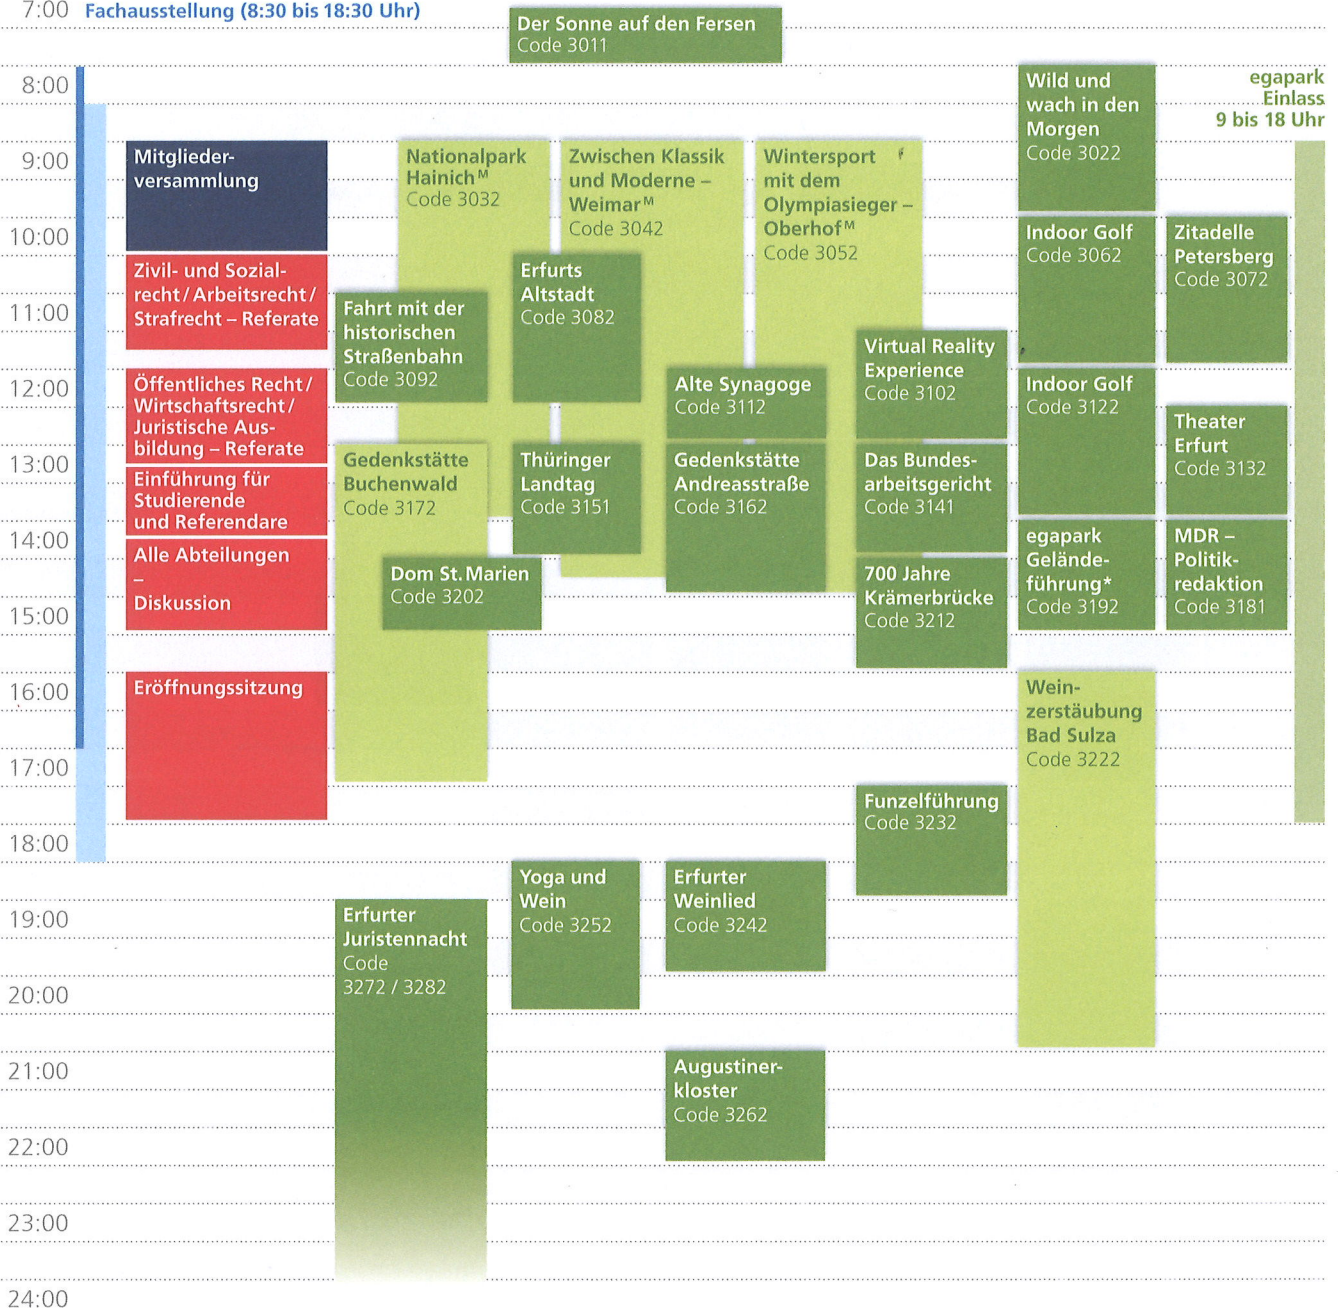 7:00
Fachausstellung (8:30 bis 18:30 Uhr)
Der Sonne auf den Fersen
Code 3011
8:00
Wild und
wach in den
Morgen
Code 3022
egapark
Einlass
9 bis 18 Uhr
9:00
Mitglieder-
versammlung
Nationalpark
Hainich M
Code 3032
Zwischen Klassik
und Moderne –
Weimar M
Code 3042
Wintersport
mit dem
Olympiasieger –
Oberhof M
Code 3052
10:00
Indoor Golf
Code 3062
Zitadelle
Petersberg
Code 3072
Zivil- und Sozial-
recht / Arbeitsrecht /
Strafrecht – Referate
Erfurts
Altstadt
Code 3082
11:00
Fahrt mit der
historischen
Straßenbahn
Code 3092
Virtual Reality
Experience
Code 3102
12:00
Öffentliches Recht /
Wirtschaftsrecht /
Juristische Aus-
bildung – Referate
Alte Synagoge
Code 3112
Indoor Golf
Code 3122
Theater
Erfurt
Code 3132
13:00
Einführung für
Studierende
und Referendare
Gedenkstätte
Buchenwald
Code 3172
Thüringer
Landtag
Code 3151
Gedenkstätte
Andreasstraße
Code 3162
Das Bundes-
arbeitsgericht
Code 3141
14:00
Alle Abteilungen
–
Diskussion
Dom St. Marien
Code 3202
700 Jahre
Krämerbrücke
Code 3212
egapark
Gelände-
führung*
Code 3192
MDR –
Politik-
redaktion
Code 3181
15:00
16:00
Eröffnungssitzung
Wein-
zerstäubung
Bad Sulza
Code 3222
17:00
Funzelführung
Code 3232
18:00
Yoga und
Wein
Code 3252
Erfurter
Weinlied
Code 3242
19:00
Erfurter
Juristennacht
Code
3272 / 3282
20:00
21:00
Augustiner-
kloster
Code 3262
22:00
23:00
24:00